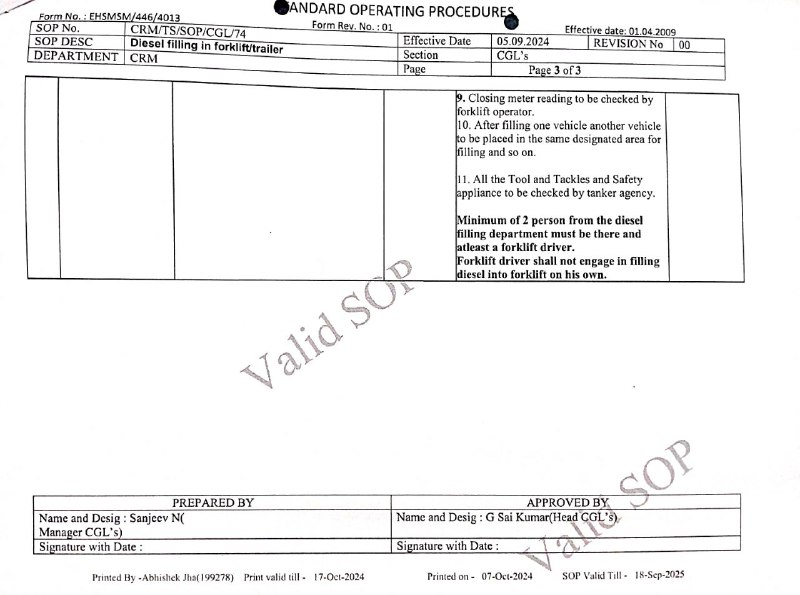 ANDARD OPERATING PROCEDURES
Form No. : EHSMSM/446/4013
Form Rev. No. : 01
Effective date: 01.04.2009
SOP No. CRM/TS/SOP/CGL/74
SOP DESC Diesel filling in forklift/trailer
DEPARTMENT CRM
Effective Date 05.09.2024 REVISION No 00
Section CGL's
Page Page 3 of 3
9. Closing meter reading to be checked by
forklift operator.
10. After filling one vehicle another vehicle
to be placed in the same designated area for
filling and so on.
11. All the Tool and Tackles and Safety
appliance to be checked by tanker agency.
Minimum of 2 person from the diesel
filling department must be there and
atleast a forklift driver.
Forklift driver shall not engage in filling
diesel into forklift on his own.
Valid SOP
Valid SOP
PREPARED BY APPROVED BY
Name and Desig : Sanjeev N( Name and Desig : G Sai Kumar(Head CGL's)
Manager CGL's)
Signature with Date : Signature with Date :
Printed By -Abhishek Jha(199278) Print valid till - 17-Oct-2024 Printed on - 07-Oct-2024 SOP Valid Till - 18-Sep-2025